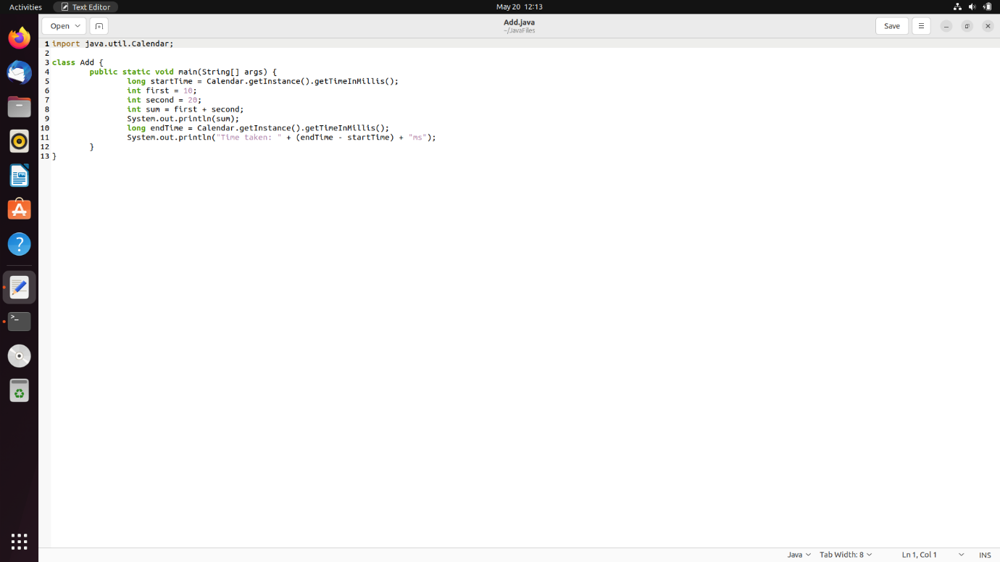 Activities Text Editor May 20 12:13
Open Add.java Save
~/JavaFiles
1 import java.util.Calendar;
2
3 class Add {
4 public static void main(String[] args) {
5 long startTime = Calendar.getInstance().getTimeInMillis();
6 int first = 10;
7 int second = 20;
8 int sum = first + second;
9 System.out.println(sum);
10 long endTime = Calendar.getInstance().getTimeInMillis();
11 System.out.println("Time taken: " + (endTime - startTime) + "ms");
12 }
13 }
Java Tab Width: 8 Ln 1, Col 1 INS